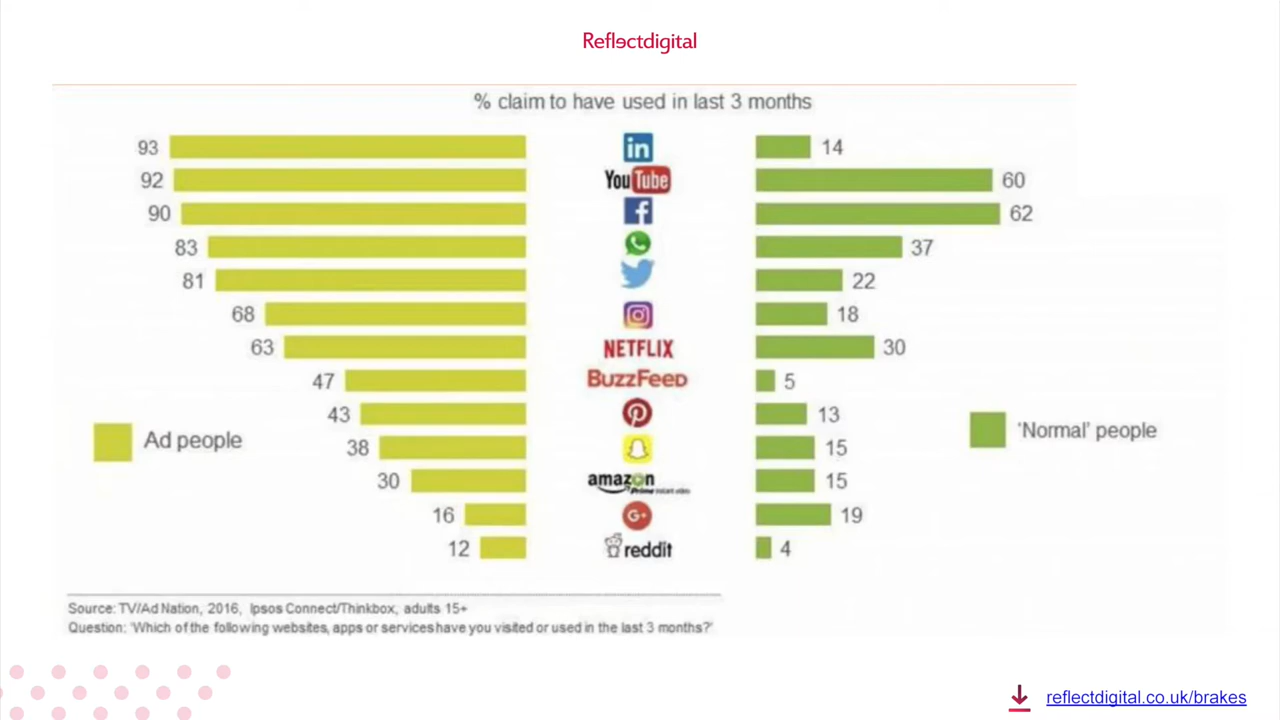 Reflectdigital
% claim to have used in last 3 months
93 in 14
92 YouTube 60
90 f 62
83 37
81 22
68 18
63 NETFLIX 30
47 BuzzFeed 5
43 13
38 15
30 amazon Prime instant video 15
16 G+ 19
12 reddit 4
Ad people
'Normal' people
Source: TV/Ad Nation, 2016, Ipsos Connect/Thinkbox, adults 15+
Question: 'Which of the following websites, apps or services have you visited or used in the last 3 months?'
reflectdigital.co.uk/brakes